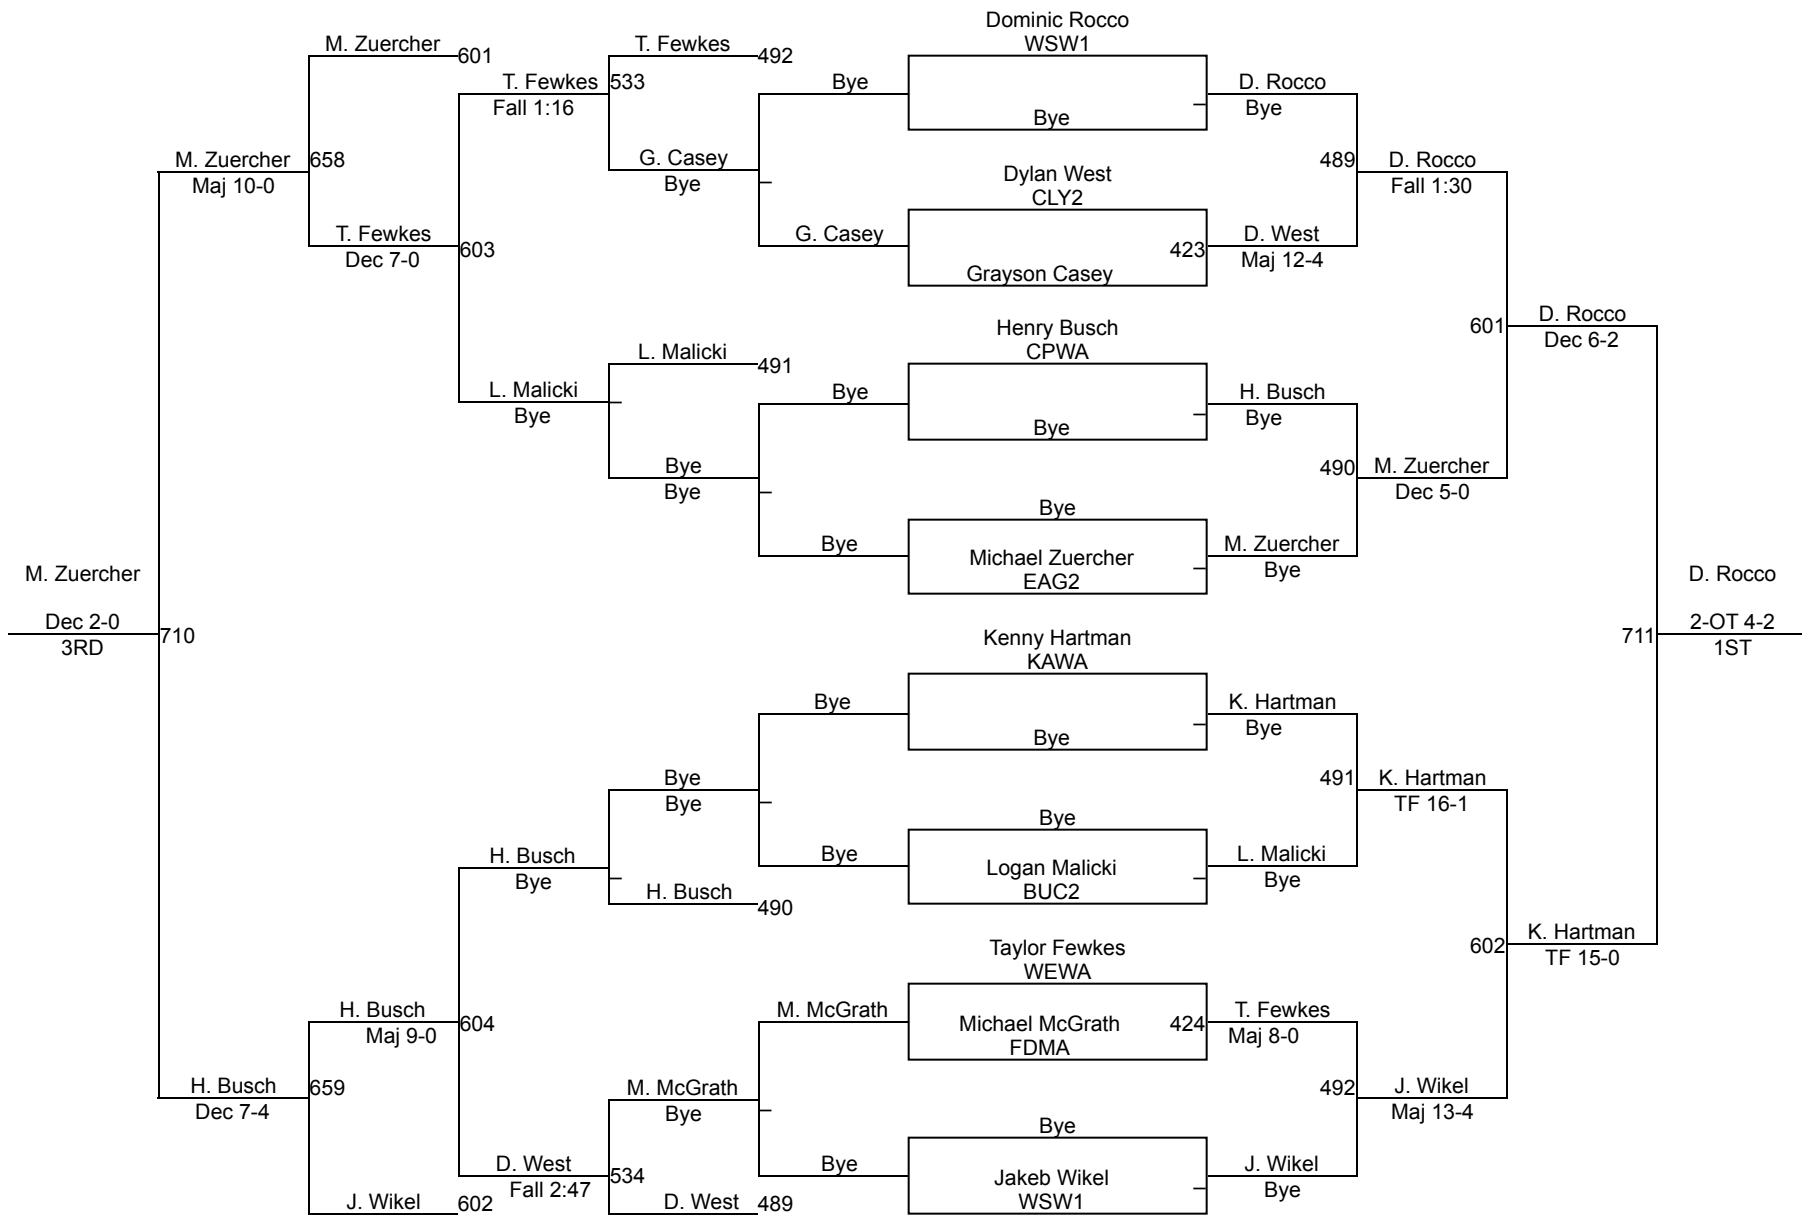 Dominic Rocco
WSW1
M. Zuercher
601
T. Fewkes
492
T. Fewkes
533
Fall 1:16
Bye
D. Rocco
Bye
Bye
M. Zuercher
658
Maj 10-0
G. Casey
Bye
Dylan West
CLY2
489
D. Rocco
Fall 1:30
T. Fewkes
603
Dec 7-0
G. Casey
423
D. West
Maj 12-4
Grayson Casey
Henry Busch
CPWA
601
D. Rocco
Dec 6-2
L. Malicki
491
L. Malicki
Bye
Bye
H. Busch
Bye
Bye
Bye
Bye
490
M. Zuercher
Dec 5-0
Bye
Bye
Michael Zuercher
EAG2
M. Zuercher
Bye
M. Zuercher
D. Rocco
Dec 2-0
710
3RD
Kenny Hartman
KAWA
711
2-OT 4-2
1ST
Bye
K. Hartman
Bye
Bye
Bye
Bye
491
K. Hartman
TF 16-1
Bye
Bye
H. Busch
Bye
Logan Malicki
BUC2
L. Malicki
Bye
H. Busch
490
Taylor Fewkes
WEWA
602
K. Hartman
TF 15-0
H. Busch
604
Maj 9-0
M. McGrath
Michael McGrath
FDMA
424
T. Fewkes
Maj 8-0
H. Busch
659
Dec 7-4
M. McGrath
Bye
492
J. Wikel
Maj 13-4
Bye
D. West
534
Fall 2:47
Bye
Jakeb Wikel
WSW1
J. Wikel
Bye
J. Wikel
602
D. West
489